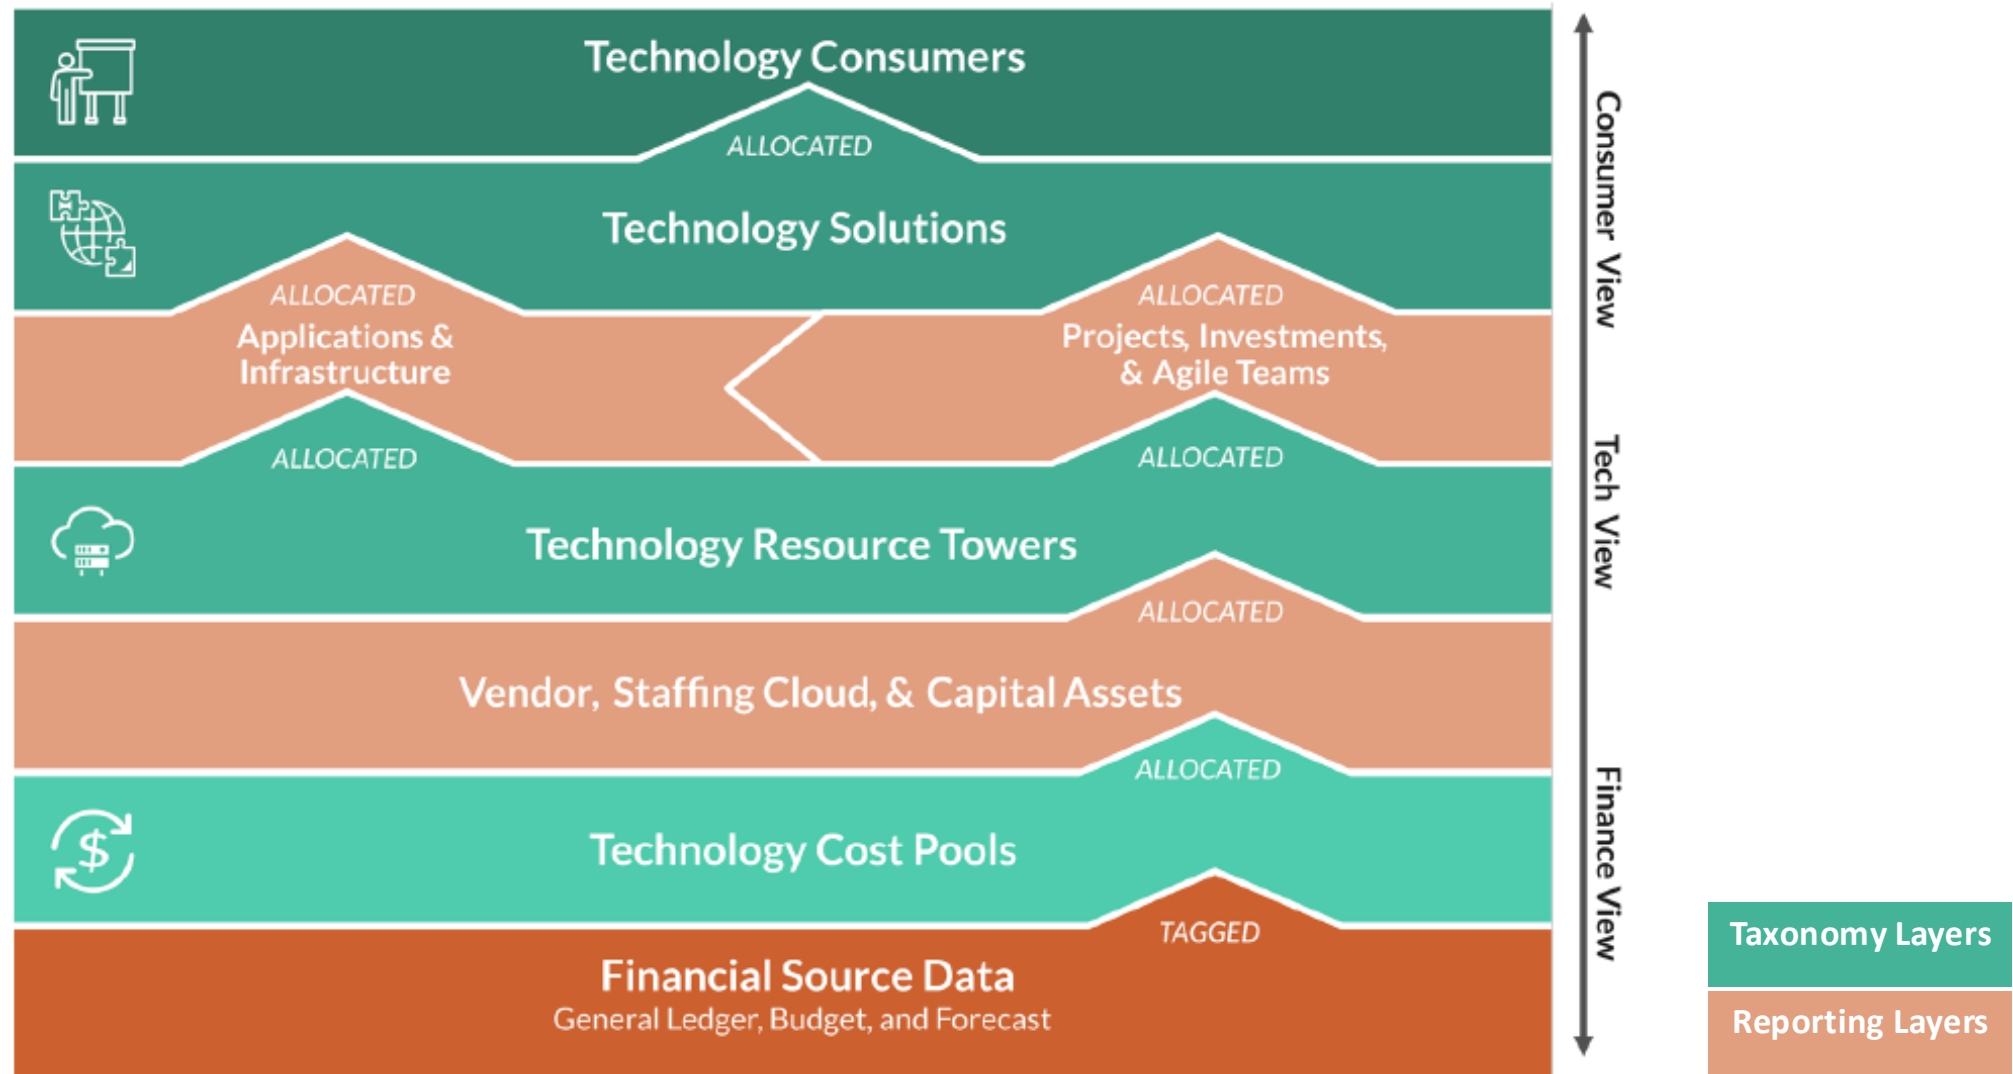 Technology Consumers
ALLOCATED
Technology Solutions
ALLOCATED
ALLOCATED
Applications &
Infrastructure
Projects, Investments,
& Agile Teams
ALLOCATED
ALLOCATED
Technology Resource Towers
ALLOCATED
Vendor, Staffing Cloud, & Capital Assets
ALLOCATED
Technology Cost Pools
TAGGED
Financial Source Data
General Ledger, Budget, and Forecast
Consumer View
Tech View
Finance View
Taxonomy Layers
Reporting Layers